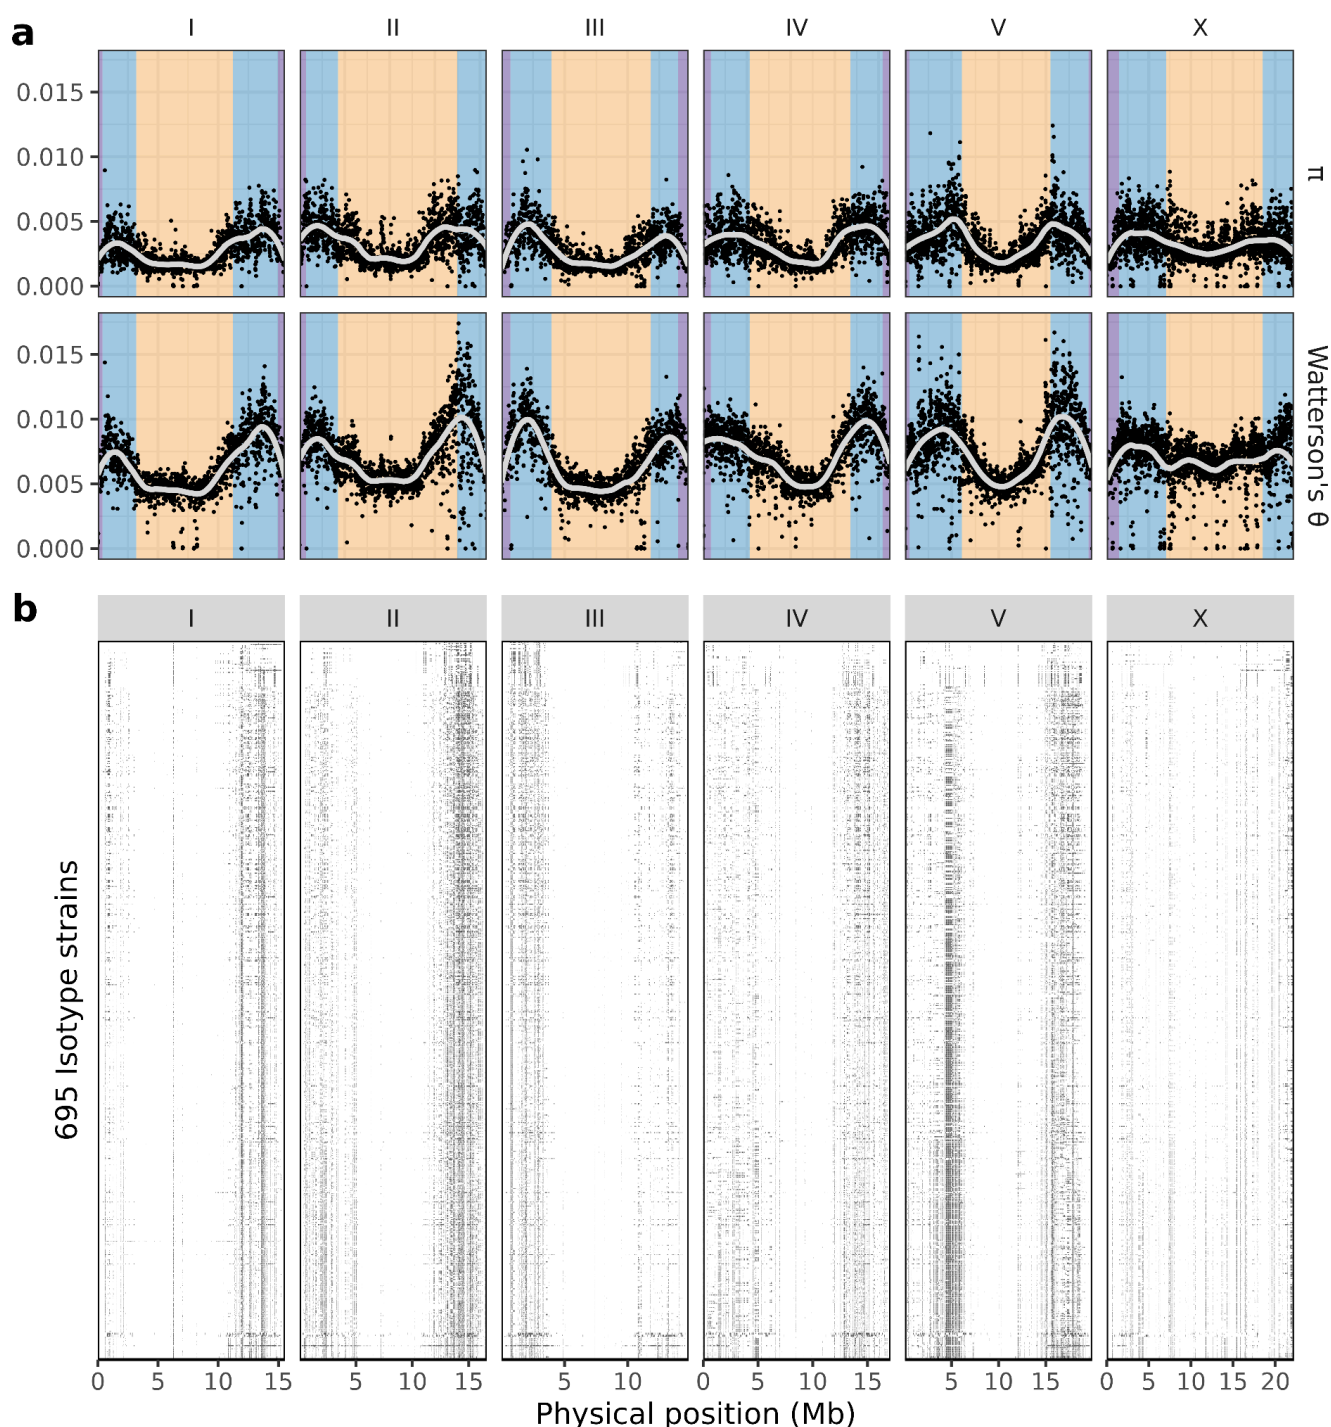 a
I II III IV V X
0.015
0.010
0.005
0.000
π
0.015
0.010
0.005
0.000
Watterson's θ
b
I II III IV V X
695 Isotype strains
0 5 10 15 5 10 15 5 10 0 5 10 15 5 10 15 0 5 10 15 20
Physical position (Mb)